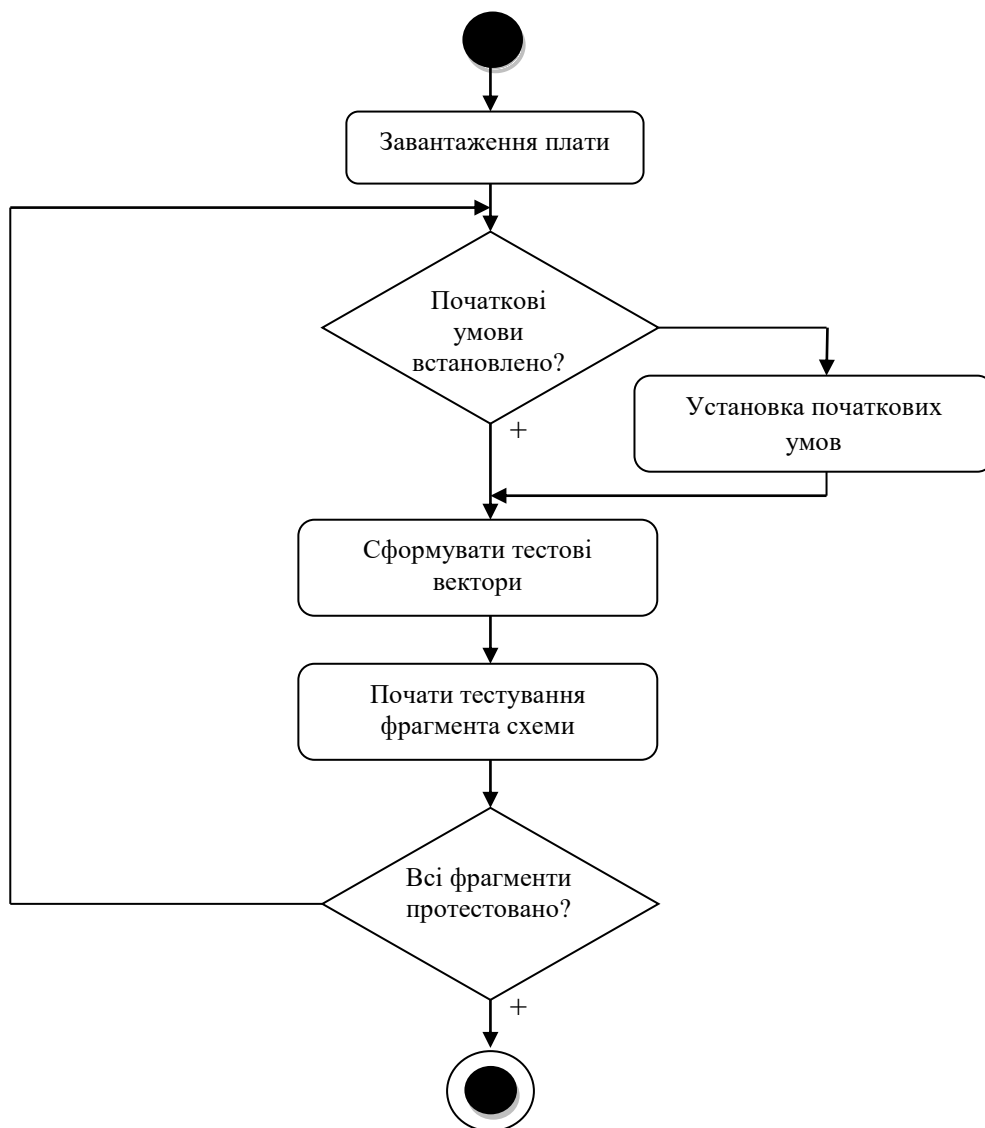 Завантаження плати
Початкові
умови
встановлено?
Установка початкових
умов
+
Сформувати тестові
вектори
Почати тестування
фрагмента схеми
Всі фрагменти
протестовано?
+